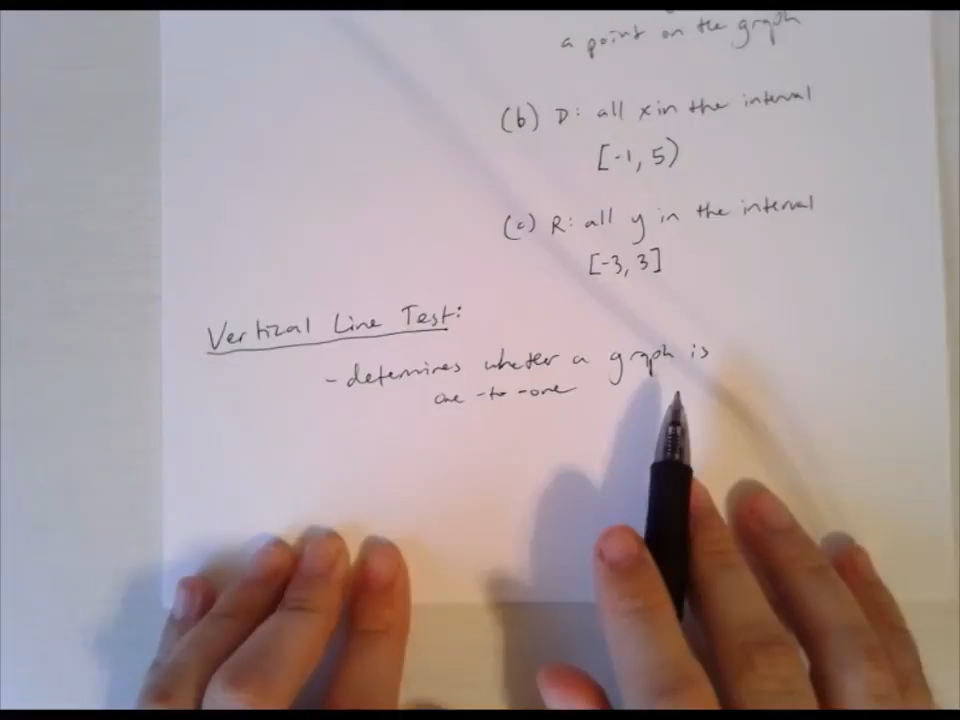 a point on the graph
(b) D: all x in the interval
[-1, 5)
(c) R: all y in the interval
[-3, 3]
Vertical Line Test:
- determines whether a graph is
one-to-one